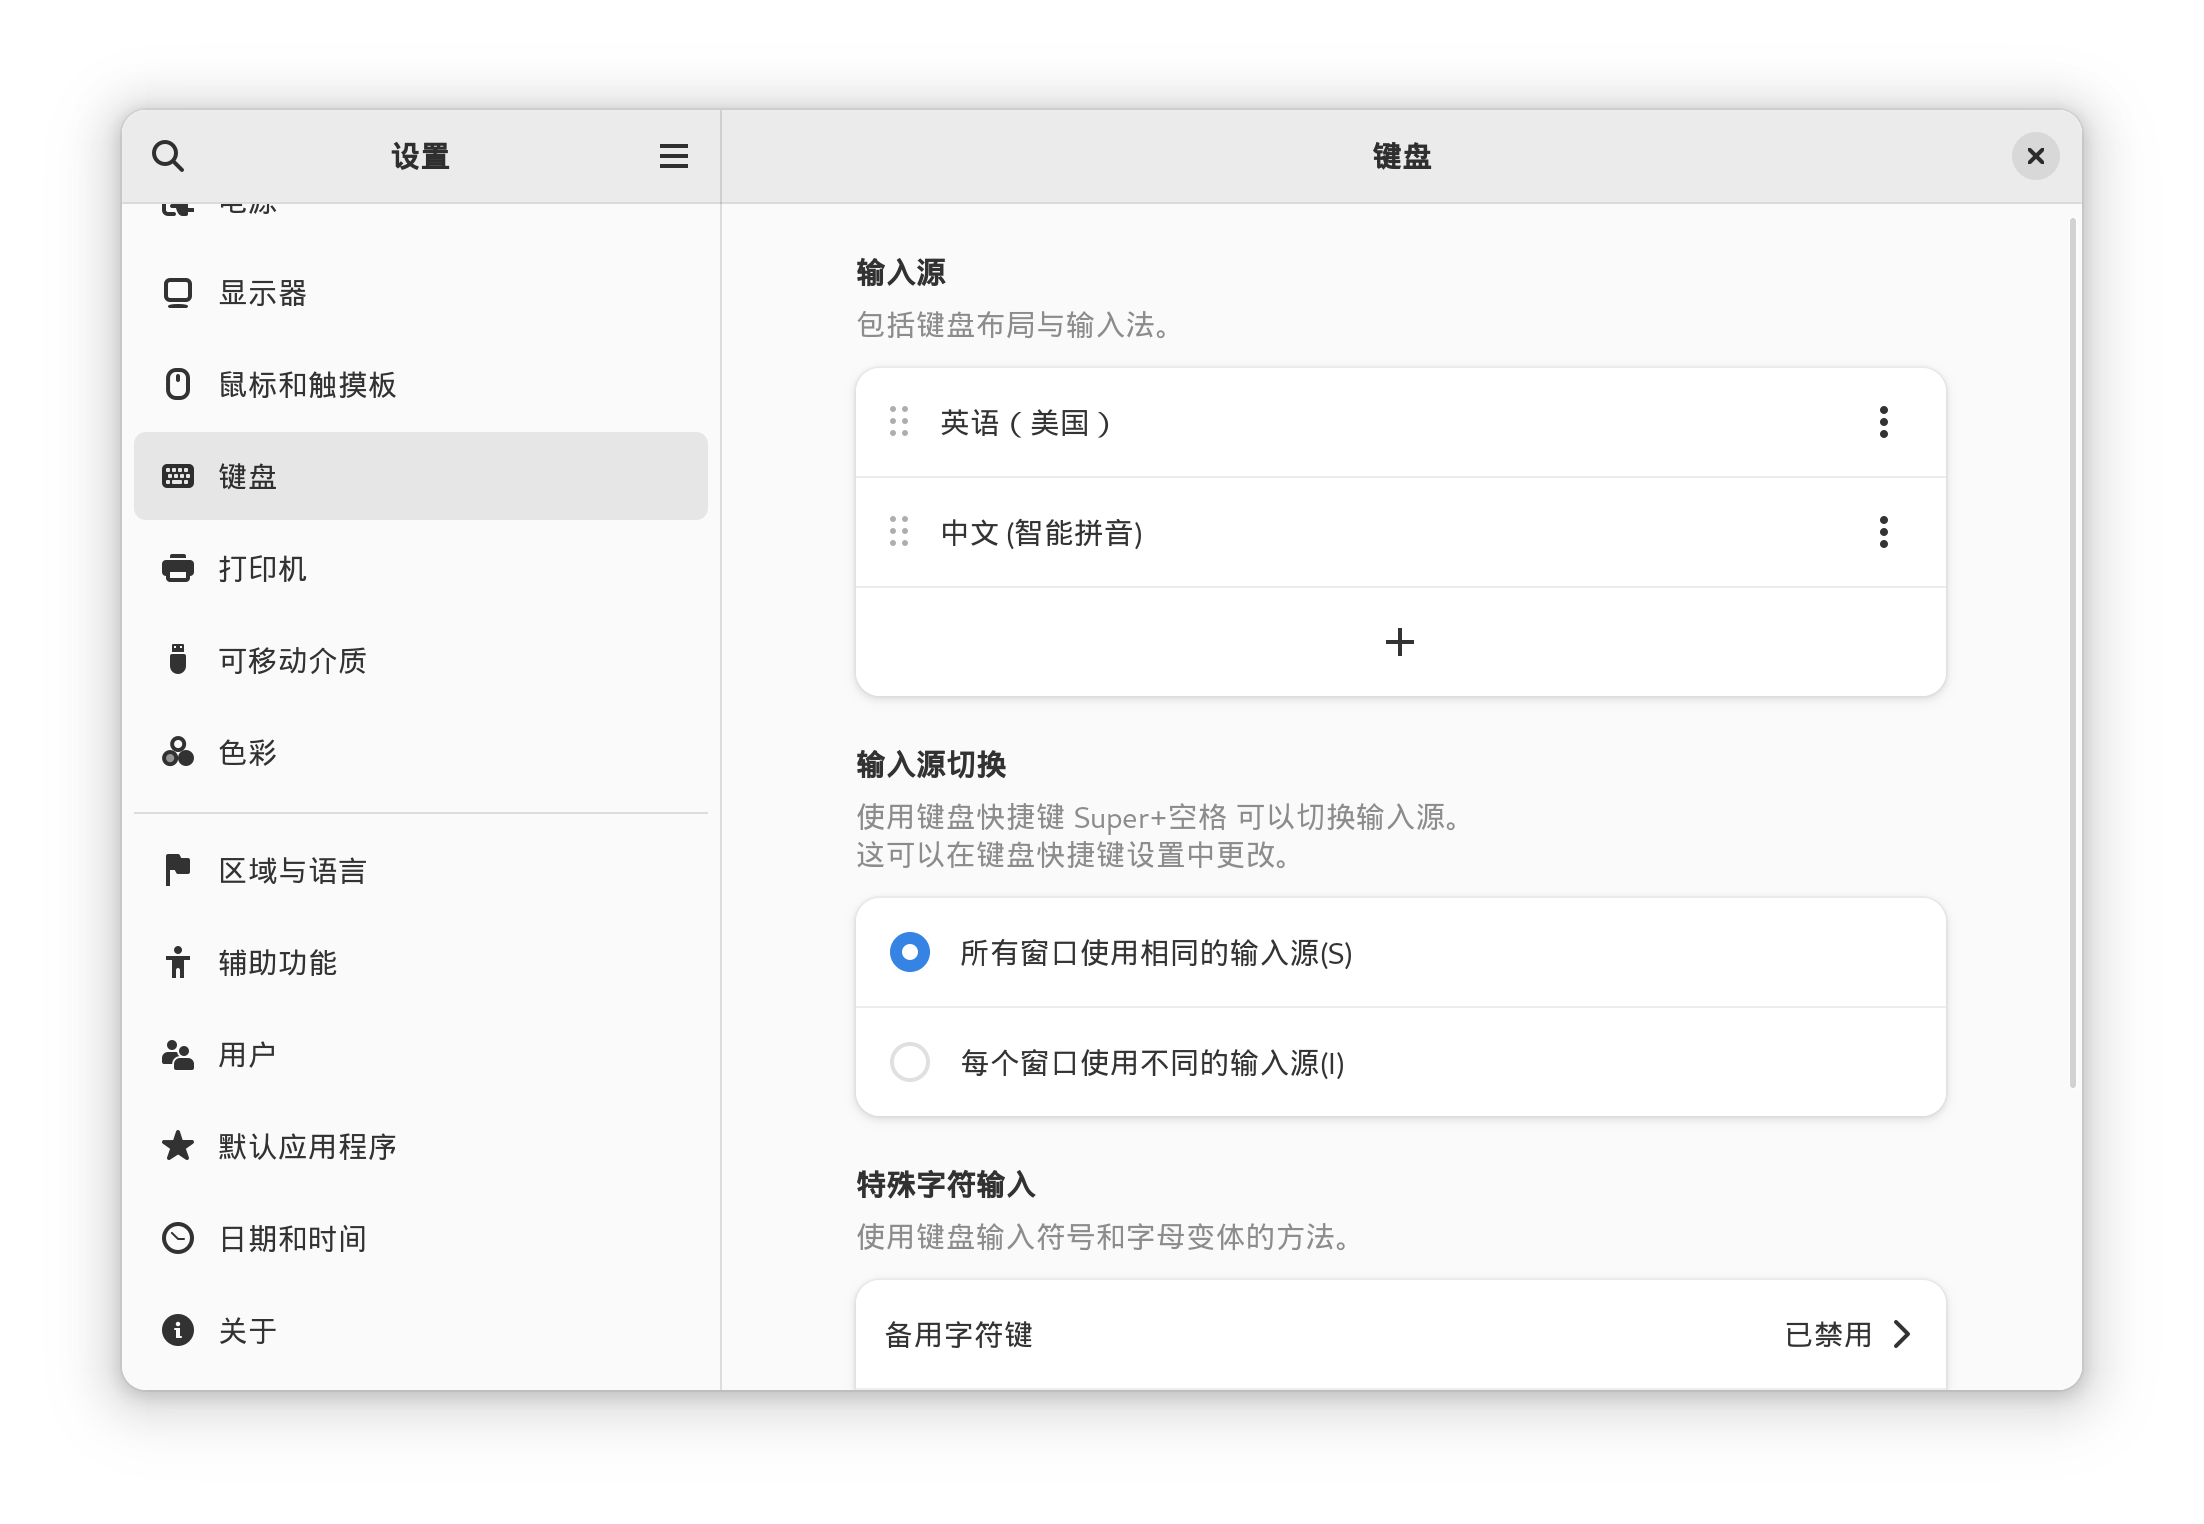 设置
键盘
电源
显示器
鼠标和触摸板
键盘
打印机
可移动介质
色彩
区域与语言
辅助功能
用户
默认应用程序
日期和时间
关于
输入源
包括键盘布局与输入法。
英语（美国）
中文 (智能拼音)
输入源切换
使用键盘快捷键 Super+空格 可以切换输入源。
这可以在键盘快捷键设置中更改。
所有窗口使用相同的输入源(S)
每个窗口使用不同的输入源(I)
特殊字符输入
使用键盘输入符号和字母变体的方法。
备用字符键
已禁用